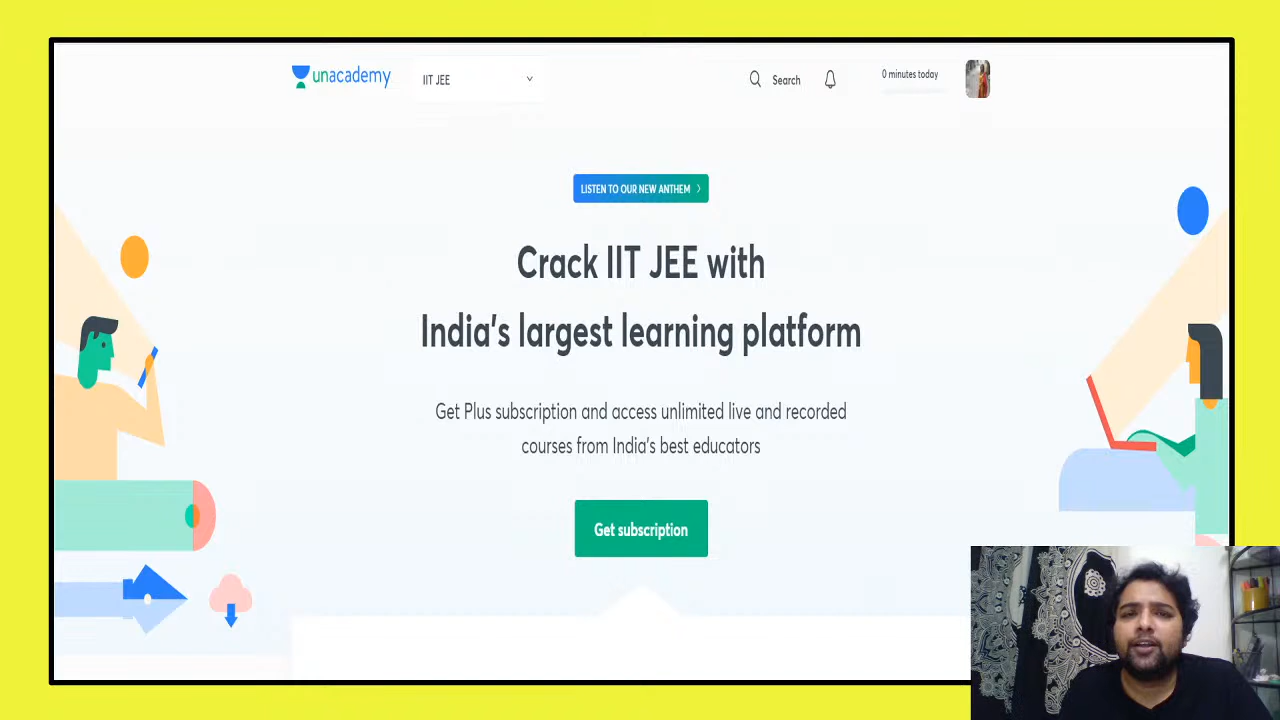 unacademy
IIT JEE
Search
0 minutes today
LISTEN TO OUR NEW ANTHEM
Crack IIT JEE with
India's largest learning platform
Get Plus subscription and access unlimited live and recorded
courses from India's best educators
Get subscription